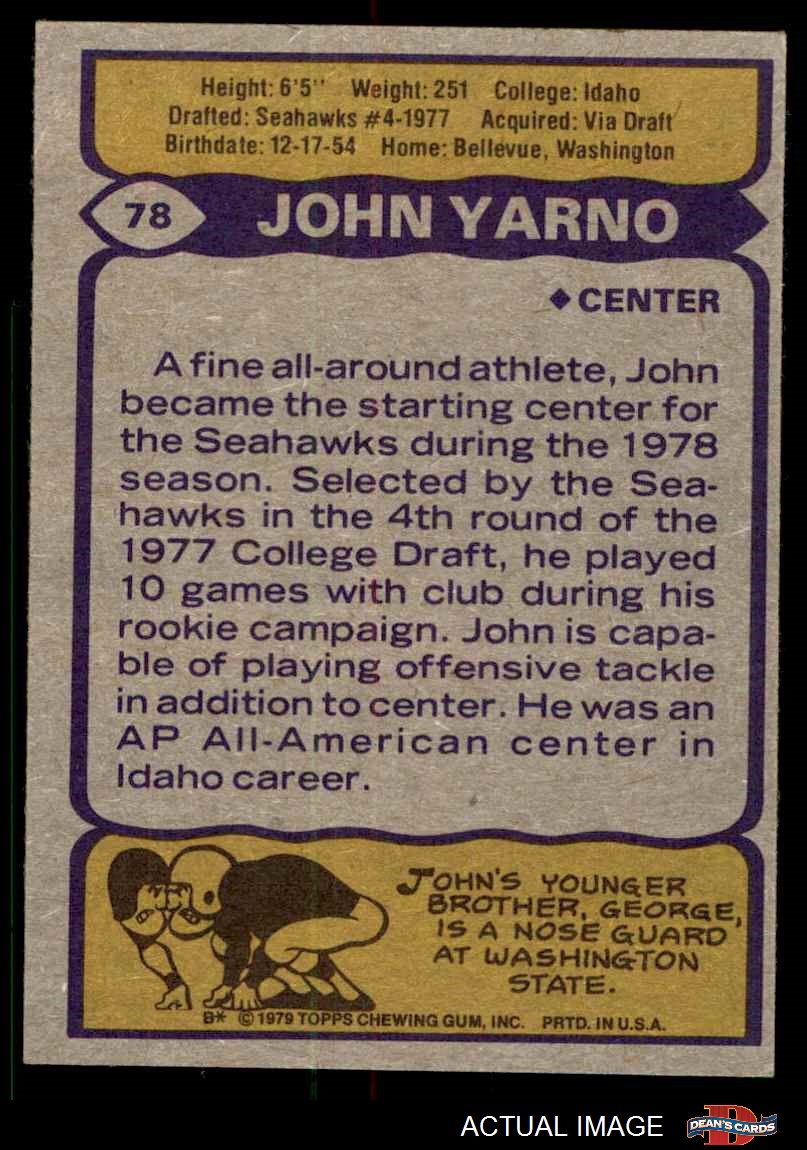 Height: 6'5" Weight: 251 College: Idaho
Drafted: Seahawks #4-1977 Acquired: Via Draft
Birthdate: 12-17-54 Home: Bellevue, Washington
78 JOHN YARNO
◆ CENTER
A fine all-around athlete, John
became the starting center for
the Seahawks during the 1978
season. Selected by the Sea-
hawks in the 4th round of the
1977 College Draft, he played
10 games with club during his
rookie campaign. John is capa-
ble of playing offensive tackle
in addition to center. He was an
AP All-American center in
Idaho career.
JOHN'S YOUNGER
BROTHER, GEORGE,
IS A NOSE GUARD
AT WASHINGTON
STATE.
B* © 1979 TOPPS CHEWING GUM, INC. PRTD. IN U.S.A.
ACTUAL IMAGE
D
DEAN'S CARDS